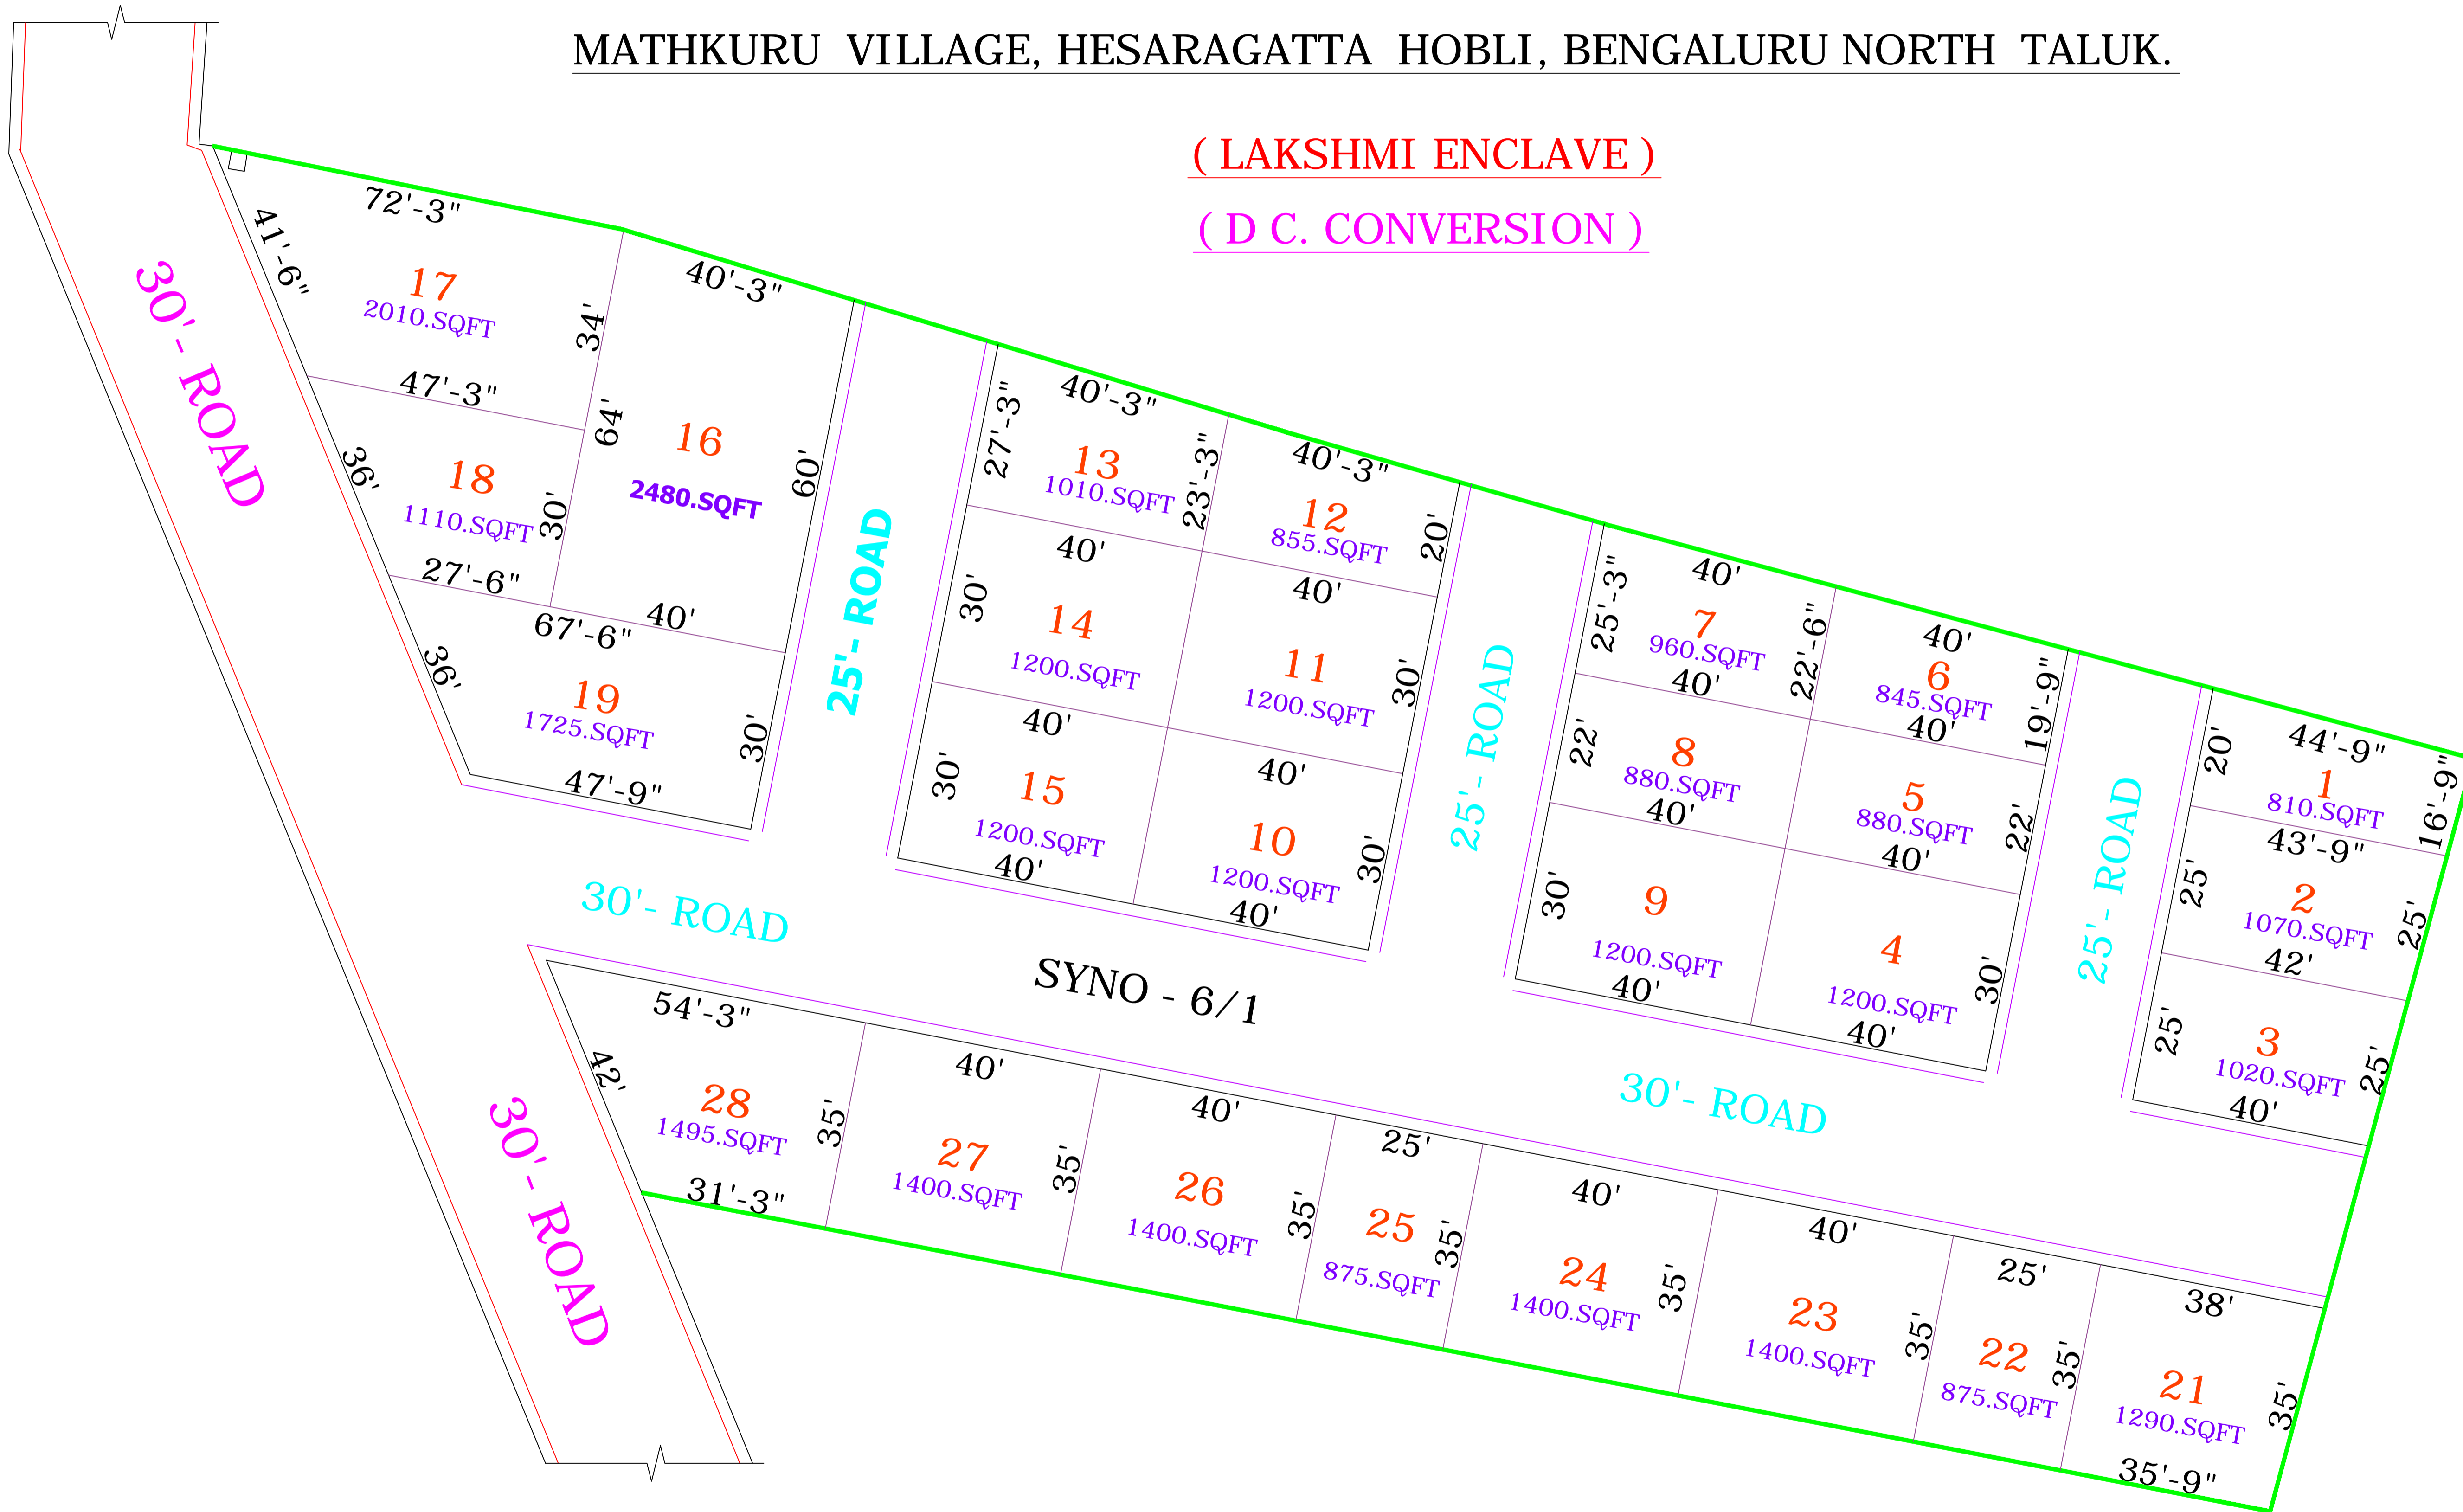 MATHKURU VILLAGE, HESARAGATTA HOBLI, BENGALURU NORTH TALUK.
( LAKSHMI ENCLAVE )
( D C. CONVERSION )
30'- ROAD
72'-3"
41'-6"
17
2010.SQFT
34'
47'-3"
36'
18
1110.SQFT
30'
27'-6"
40'-3"
64'
16
2480.SQFT
60'
40'
67'-6"
36'
19
1725.SQFT
30'
47'-9"
25'- ROAD
40'-3"
27'-3"
13
1010.SQFT
23'-3"
40'
40'-3"
12
855.SQFT
20'
40'
30'
14
1200.SQFT
40'
11
1200.SQFT
30'
40'
30'
15
1200.SQFT
40'
10
1200.SQFT
30'
40'
25'- ROAD
40'
25'-3"
7
960.SQFT
22'-6"
40'
40'
6
845.SQFT
19'-9"
40'
22'
8
880.SQFT
40'
5
880.SQFT
22'
40'
30'
9
1200.SQFT
40'
4
1200.SQFT
30'
40'
25'- ROAD
44'-9"
20'
1
810.SQFT
16'-9"
43'-9"
25'
2
1070.SQFT
25'
42'
25'
3
1020.SQFT
25'
40'
30'- ROAD
SYNO - 6/1
30'- ROAD
30'- ROAD
54'-3"
42'
28
1495.SQFT
35'
31'-3"
40'
27
1400.SQFT
35'
40'
26
1400.SQFT
35'
25'
25
875.SQFT
35'
40'
24
1400.SQFT
35'
40'
23
1400.SQFT
35'
25'
22
875.SQFT
35'
38'
21
1290.SQFT
35'
35'-9"